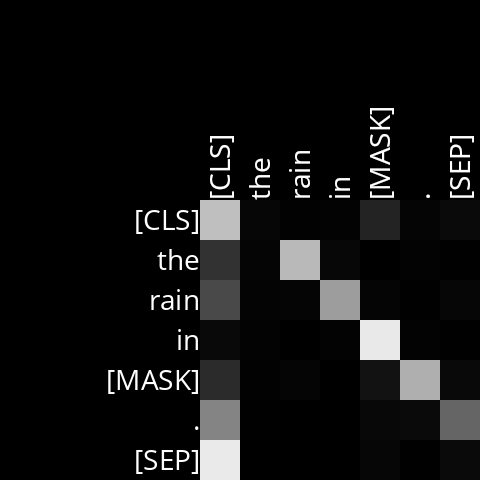 [CLS] the rain in [MASK] . [SEP]
[CLS]
the
rain
in
[MASK]
.
[SEP]